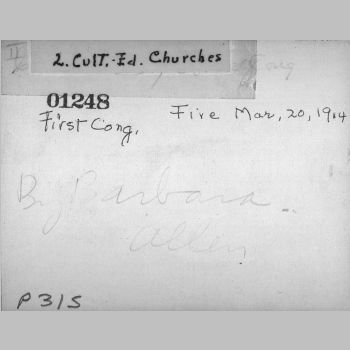 2. Cult.-Ed. Churches
01248
First Cong. Fire Mar, 20, 1914
By Barbara
Allen
P315